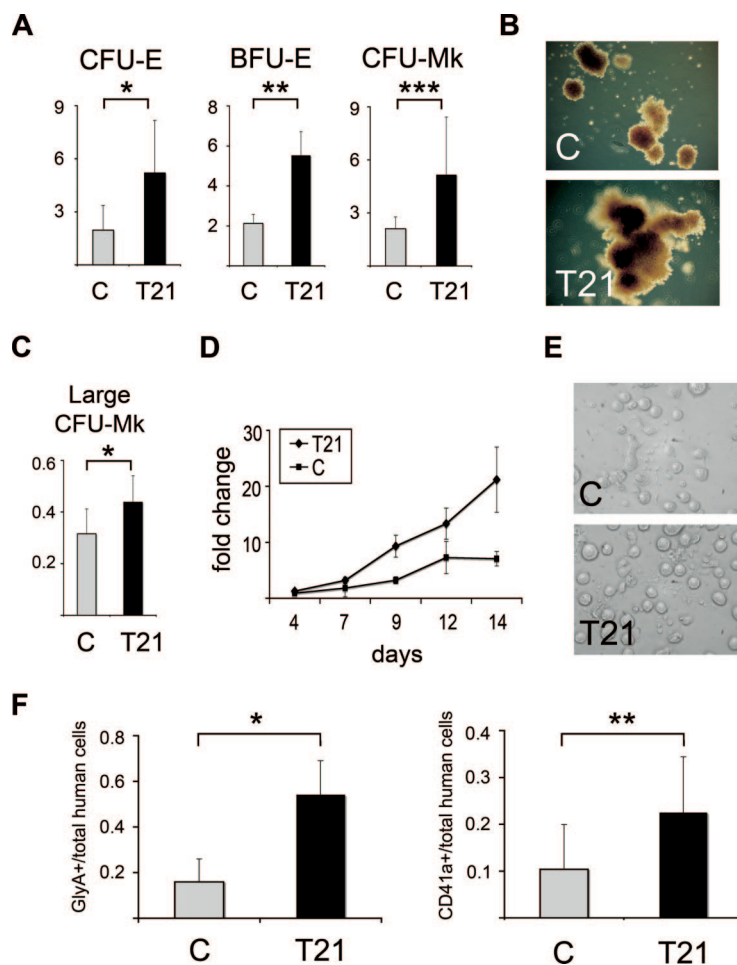 A
CFU-E
BFU-E
CFU-Mk
*
**
***
9
6
3
8
6
4
2
9
6
3
C T21
C T21
C T21
B
C
T21
C
Large
CFU-Mk
*
0.6
0.4
0.2
C T21
D
T21
C
fold change
30
20
10
4 7 9 12 14
days
E
C
T21
F
GlyA+/total human cells
0.8
0.6
0.4
0.2
*
C T21
CD41a+/total human cells
0.4
0.3
0.2
0.1
**
C T21